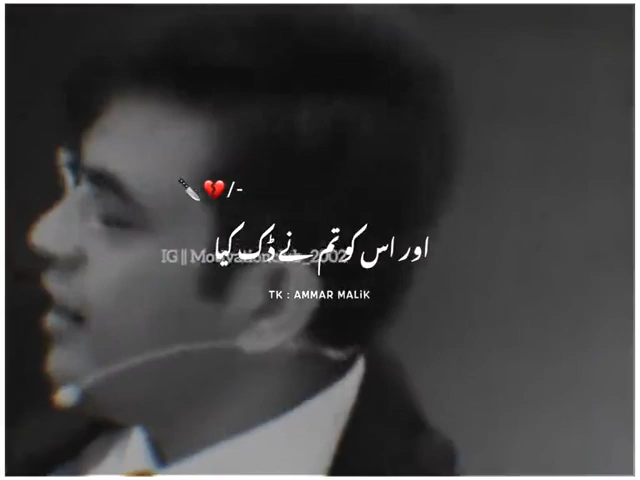 🔪💔/-
اور اس کو تم نے ڈک کیا
TK : AMMAR MALiK